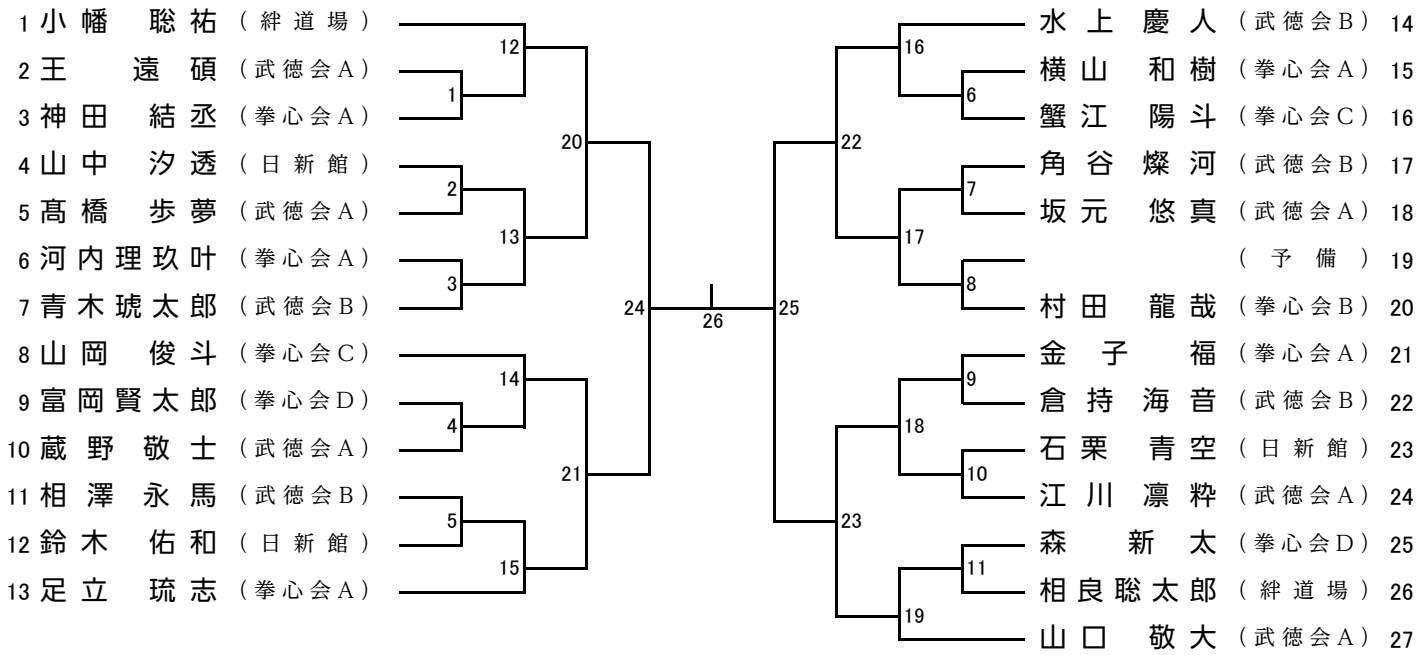 1 小幡 聡祐 (絆道場)
2 王 遠碩 (武徳会A)
3 神田 結丞 (拳心会A)
4 山中 汐透 (日新館)
5 髙橋 歩夢 (武徳会A)
6 河内理玖叶 (拳心会A)
7 青木琥太郎 (武徳会B)
8 山岡 俊斗 (拳心会C)
9 富岡賢太郎 (拳心会D)
10 蔵野 敬士 (武徳会A)
11 相澤 永馬 (武徳会B)
12 鈴木 佑和 (日新館)
13 足立 琉志 (拳心会A)
12
1
20
2
13
3
24
14
4
21
5
15
26
25
16
6
22
7
17
8
9
18
10
23
11
19
水上 慶人 (武徳会B) 14
横山 和樹 (拳心会A) 15
蟹江 陽斗 (拳心会C) 16
角谷 燦河 (武徳会B) 17
坂元 悠真 (武徳会A) 18
(予備) 19
村田 龍哉 (拳心会B) 20
金子 福 (拳心会A) 21
倉持 海音 (武徳会B) 22
石栗 青空 (日新館) 23
江川 凛粋 (武徳会A) 24
森 新太 (拳心会D) 25
相良聡太郎 (絆道場) 26
山口 敬大 (武徳会A) 27